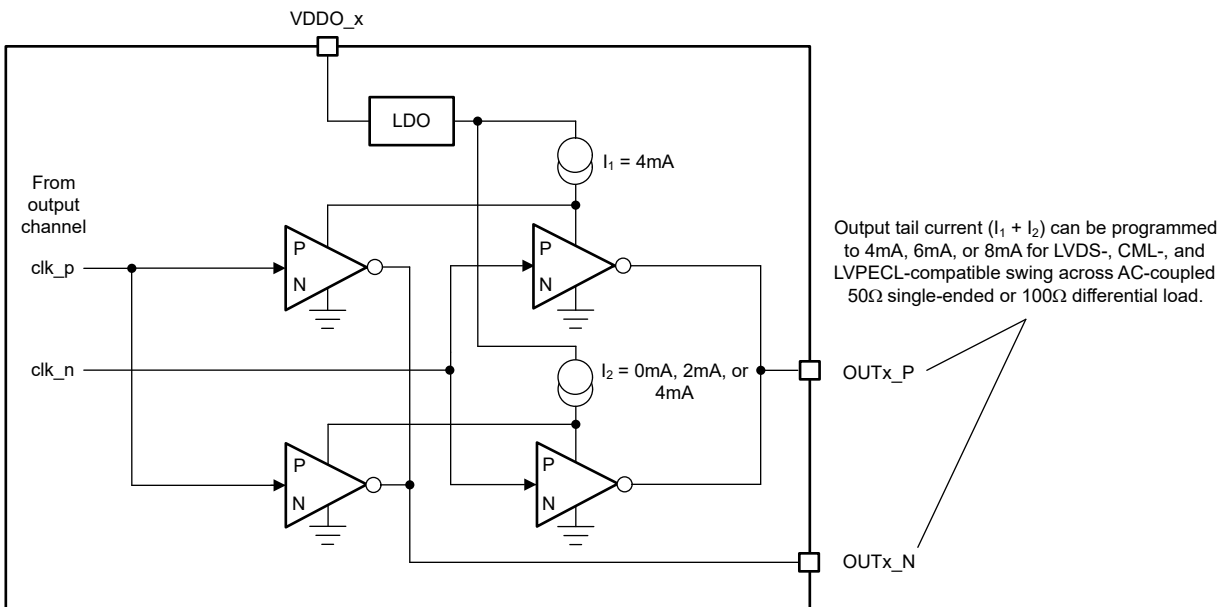 VDDO_x
LDO
I₁ = 4mA
From
output
channel
P
N
P
N
clk_p
Output tail current (I₁ + I₂) can be programmed
to 4mA, 6mA, or 8mA for LVDS-, CML-, and
LVPECL-compatible swing across AC-coupled
50Ω single-ended or 100Ω differential load.
clk_n
I₂ = 0mA, 2mA, or
4mA
OUTx_P
P
N
P
N
OUTx_N